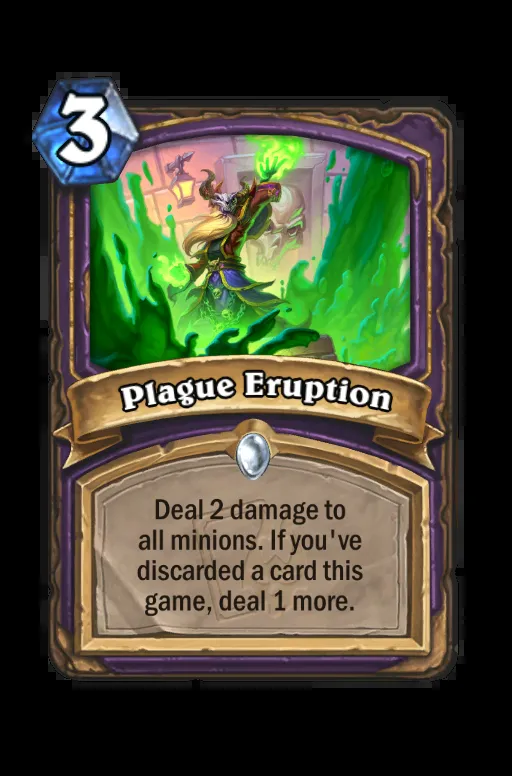 3
Plague Eruption
Deal 2 damage to
all minions. If you've
discarded a card this
game, deal 1 more.